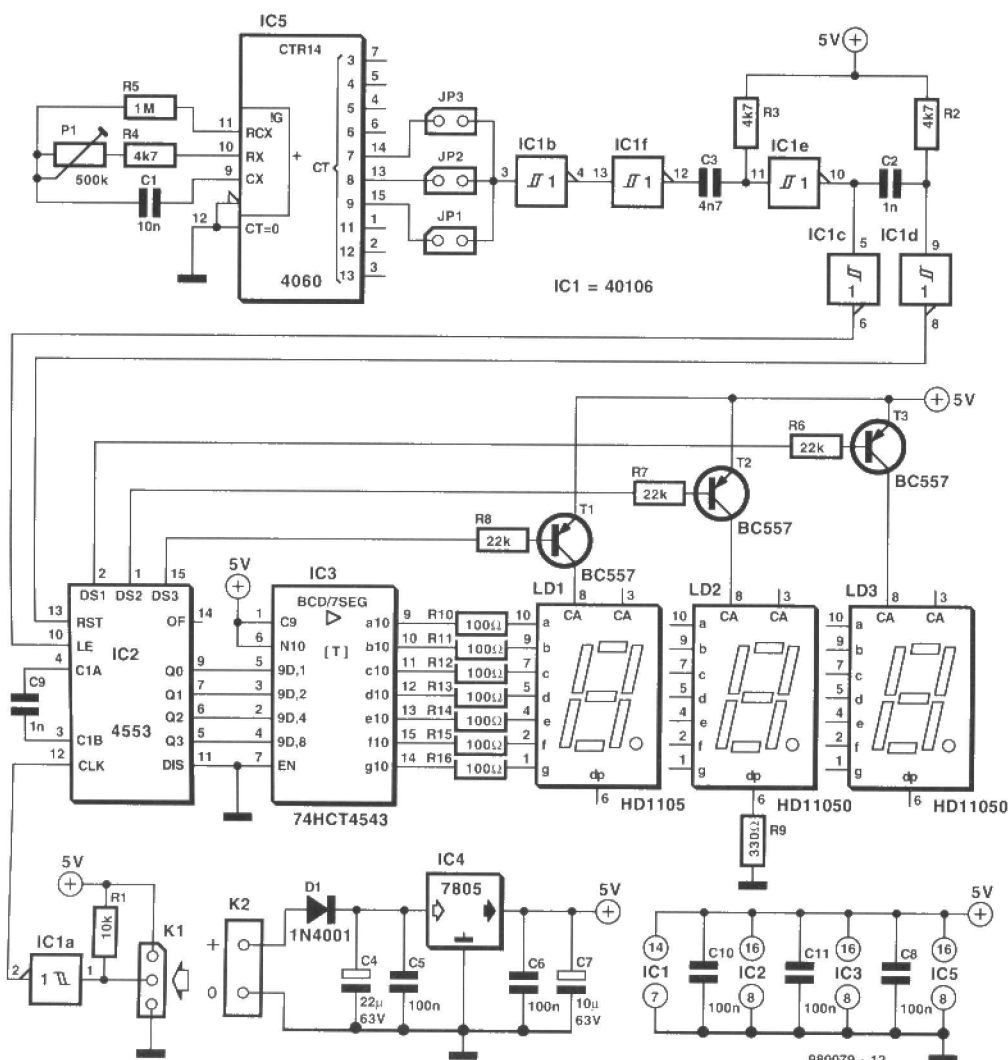 IC5
CTR14
3 7
4 5
5 4
6 6
7 14
8 13
9 15
11 1
12 2
13 3
CT
!G
+
RCX
RX
CX
CT=0
11
10
9
12
4060
R5
1M
P1
500k
R4
4k7
C1
10n
JP3
JP2
JP1
3
IC1b
1
4
13
IC1f
1
12
C3
4n7
11
IC1e
1
10
C2
1n
5V
+
R3
4k7
R2
4k7
IC1c
5
1
6
IC1d
9
1
8
IC1 = 40106
5V
+
R6
22k
T3
BC557
R7
22k
T2
BC557
R8
22k
T1
BC557
2 1 15
DS1 DS2 DS3
13 RST
10 LE
4 C1A
3 C1B
12 CLK
OF 14
Q0 9
Q1 7
Q2 6
Q3 5
DIS 11
IC2
4553
C9
1n
5V
+
IC3
BCD/7SEG
[T]
1 C9
6 N10
5 9D,1
3 9D,2
2 9D,4
4 9D,8
7 EN
a10 9
b10 10
c10 11
d10 12
e10 13
f10 15
g10 14
74HCT4543
R10 100Ω
R11 100Ω
R12 100Ω
R13 100Ω
R14 100Ω
R15 100Ω
R16 100Ω
LD1
8 3
CA CA
10 a
9 b
7 c
5 d
4 e
2 f
1 g
dp
6
HD1105
LD2
8 3
CA CA
10 a
9 b
7 c
5 d
4 e
2 f
1 g
dp
6
HD11050
R9
330Ω
LD3
8 3
CA CA
10 a
9 b
7 c
5 d
4 e
2 f
1 g
dp
6
HD11050
5V
+
R1
10k
K1
IC1a
2
1
1
K2
+
0
D1
1N4001
C4
22µ
63V
C5
100n
IC4
7805
C6
100n
C7
10µ
63V
5V
+
5V
+
14
IC1
7
C10
100n
16
IC2
8
C11
100n
16
IC3
8
C8
100n
16
IC5
8
980079 - 12